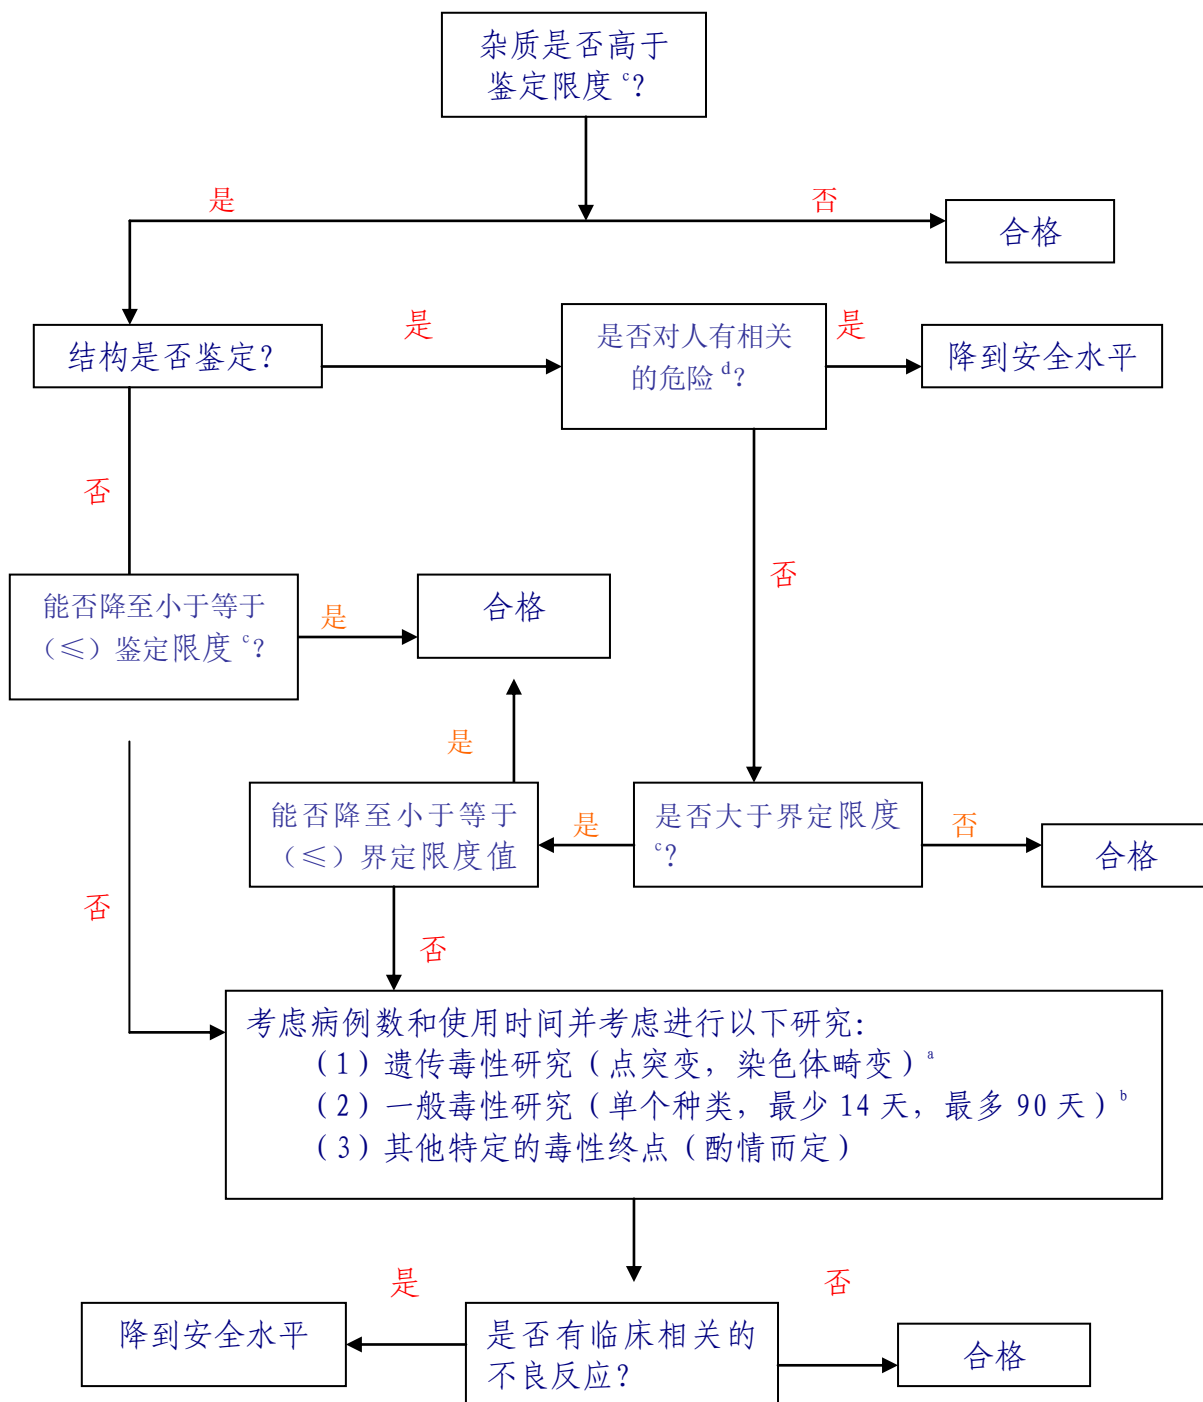 杂质是否高于
鉴定限度 c?
是
否
合格
结构是否鉴定?
是
是否对人有相关
的危险 d?
是
降到安全水平
否
否
能否降至小于等于
（≤）鉴定限度 c?
是
合格
是
能否降至小于等于
（≤）界定限度值
是
是否大于界定限度
c?
否
合格
否
否
考虑病例数和使用时间并考虑进行以下研究：
（1）遗传毒性研究（点突变，染色体畸变）a
（2）一般毒性研究（单个种类，最少 14 天，最多 90 天）b
（3）其他特定的毒性终点（酌情而定）
是
否
降到安全水平
是否有临床相关的
不良反应?
合格